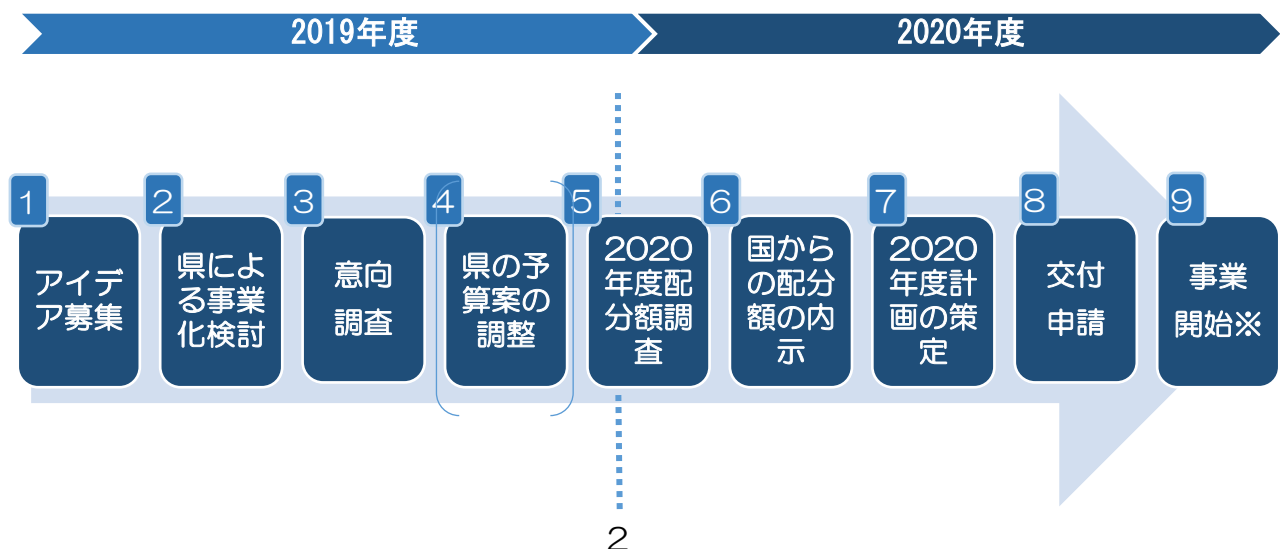 2019年度
2020年度
1
アイデ
ア募集
2
県によ
る事業
化検討
3
意向
調査
4
県の予
算案の
調整
5
2020
年度配
分額調
査
6
国から
の配分
額の内
示
7
2020
年度計
画の策
定
8
交付
申請
9
事業
開始※
2